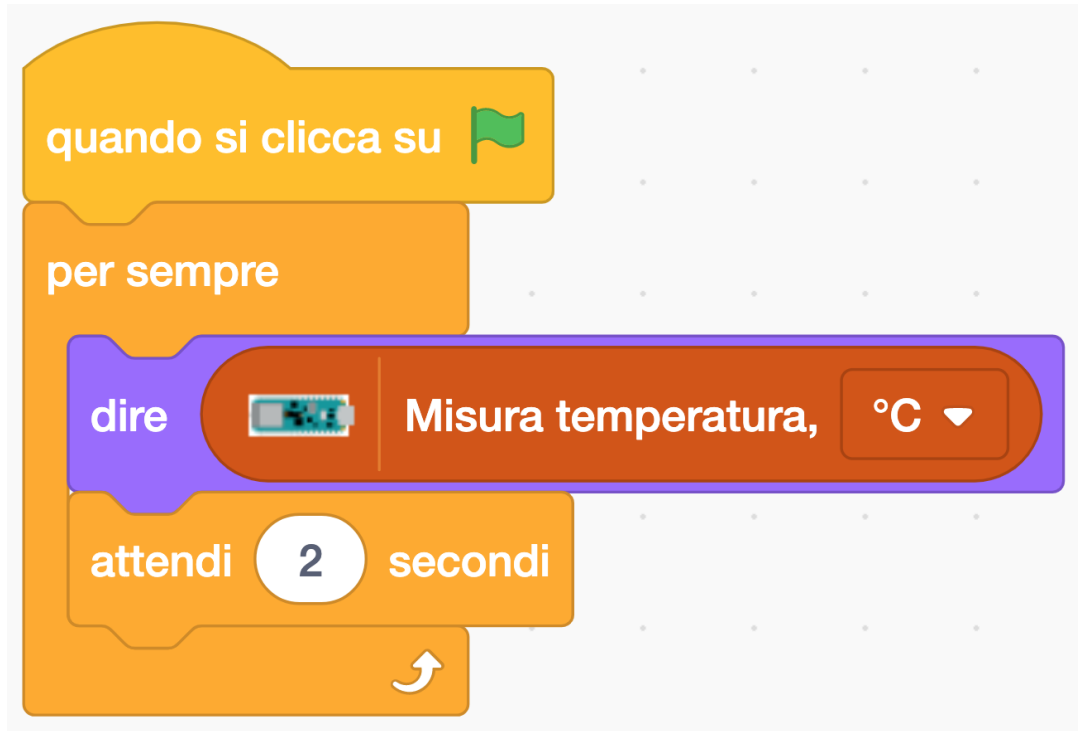 quando si clicca su
per sempre
dire Misura temperatura, °C
attendi 2 secondi